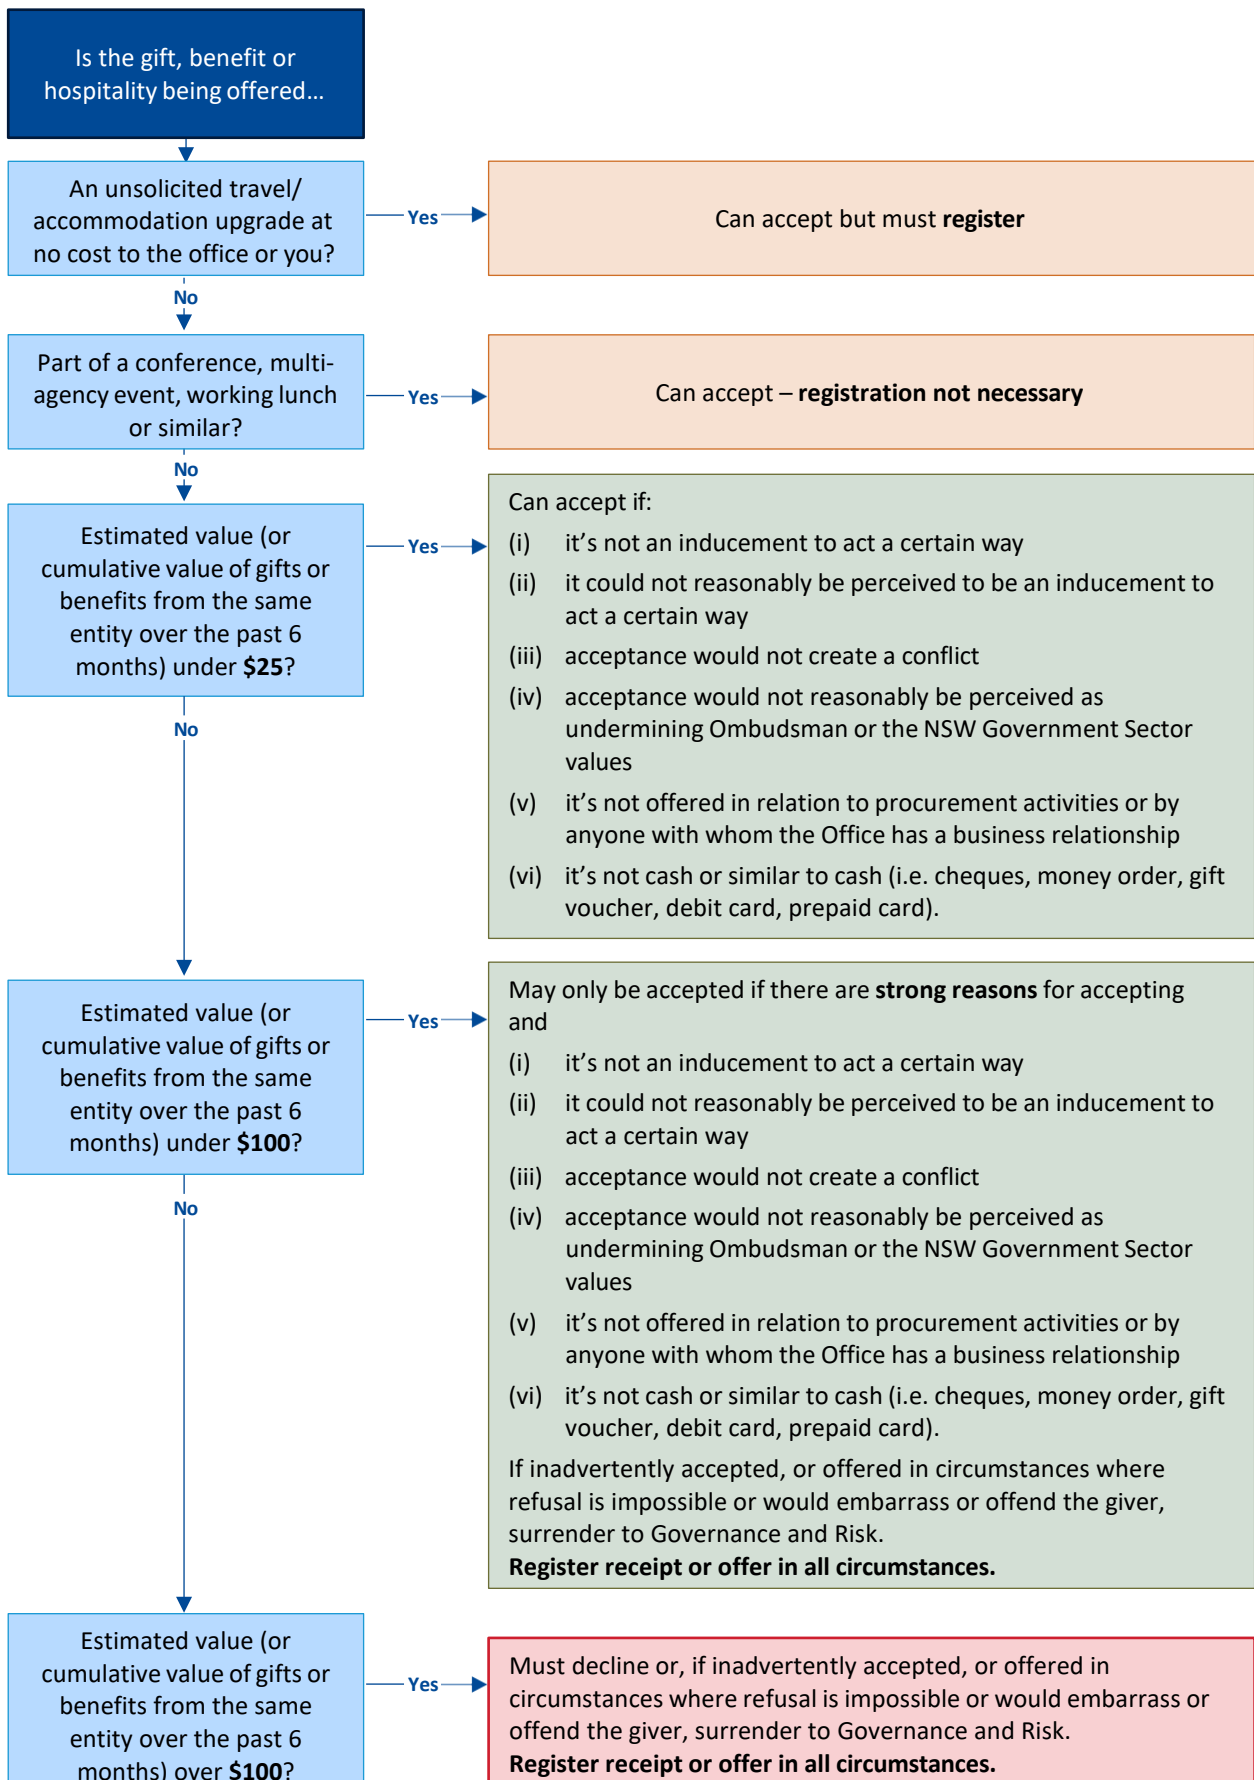 Is the gift, benefit or
hospitality being offered…
An unsolicited travel/
accommodation upgrade at
no cost to the office or you?
Yes
Can accept but must register
No
Part of a conference, multi-
agency event, working lunch
or similar?
Yes
Can accept – registration not necessary
No
Estimated value (or
cumulative value of gifts or
benefits from the same
entity over the past 6
months) under $25?
Yes
Can accept if:
(i) it’s not an inducement to act a certain way
(ii) it could not reasonably be perceived to be an inducement to
act a certain way
(iii) acceptance would not create a conflict
(iv) acceptance would not reasonably be perceived as
undermining Ombudsman or the NSW Government Sector
values
(v) it’s not offered in relation to procurement activities or by
anyone with whom the Office has a business relationship
(vi) it’s not cash or similar to cash (i.e. cheques, money order, gift
voucher, debit card, prepaid card).
No
Estimated value (or
cumulative value of gifts or
benefits from the same
entity over the past 6
months) under $100?
Yes
May only be accepted if there are strong reasons for accepting
and
(i) it’s not an inducement to act a certain way
(ii) it could not reasonably be perceived to be an inducement to
act a certain way
(iii) acceptance would not create a conflict
(iv) acceptance would not reasonably be perceived as
undermining Ombudsman or the NSW Government Sector
values
(v) it’s not offered in relation to procurement activities or by
anyone with whom the Office has a business relationship
(vi) it’s not cash or similar to cash (i.e. cheques, money order, gift
voucher, debit card, prepaid card).
If inadvertently accepted, or offered in circumstances where
refusal is impossible or would embarrass or offend the giver,
surrender to Governance and Risk.
Register receipt or offer in all circumstances.
No
Estimated value (or
cumulative value of gifts or
benefits from the same
entity over the past 6
months) over $100?
Yes
Must decline or, if inadvertently accepted, or offered in
circumstances where refusal is impossible or would embarrass or
offend the giver, surrender to Governance and Risk.
Register receipt or offer in all circumstances.